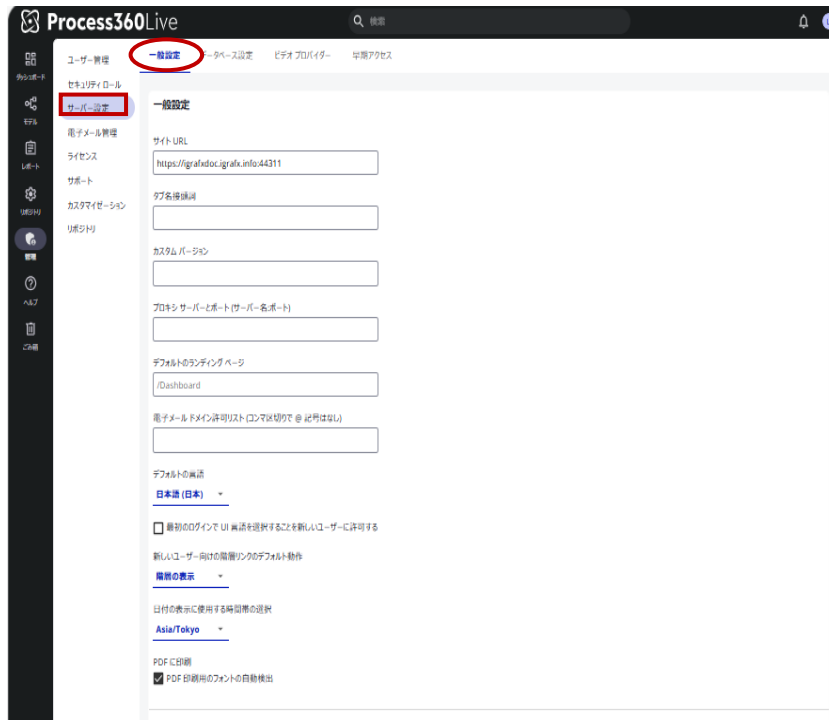 Process360Live
検索
ダッシュボード
モデル
レポート
リポジトリ
管理
ヘルプ
ごみ箱
ユーザー管理
セキュリティ ロール
サーバー設定
電子メール管理
ライセンス
サポート
カスタマイゼーション
リポジトリ
一般設定
データベース設定
ビデオ プロバイダー
早期アクセス
一般設定
サイト URL
https://igrafxdoc.igrafx.info:44311
タブ名接頭詞
カスタム バージョン
プロキシ サーバーとポート (サーバー名:ポート)
デフォルトのランディング ページ
/Dashboard
電子メール ドメイン許可リスト (コンマ区切りで @ 記号はなし)
デフォルトの言語
日本語 (日本)
最初のログインで UI 言語を選択することを新しいユーザーに許可する
新しいユーザー向けの階層リンクのデフォルト動作
階層の表示
日付の表示に使用する時間帯の選択
Asia/Tokyo
PDF に印刷
PDF 印刷用のフォントの自動検出